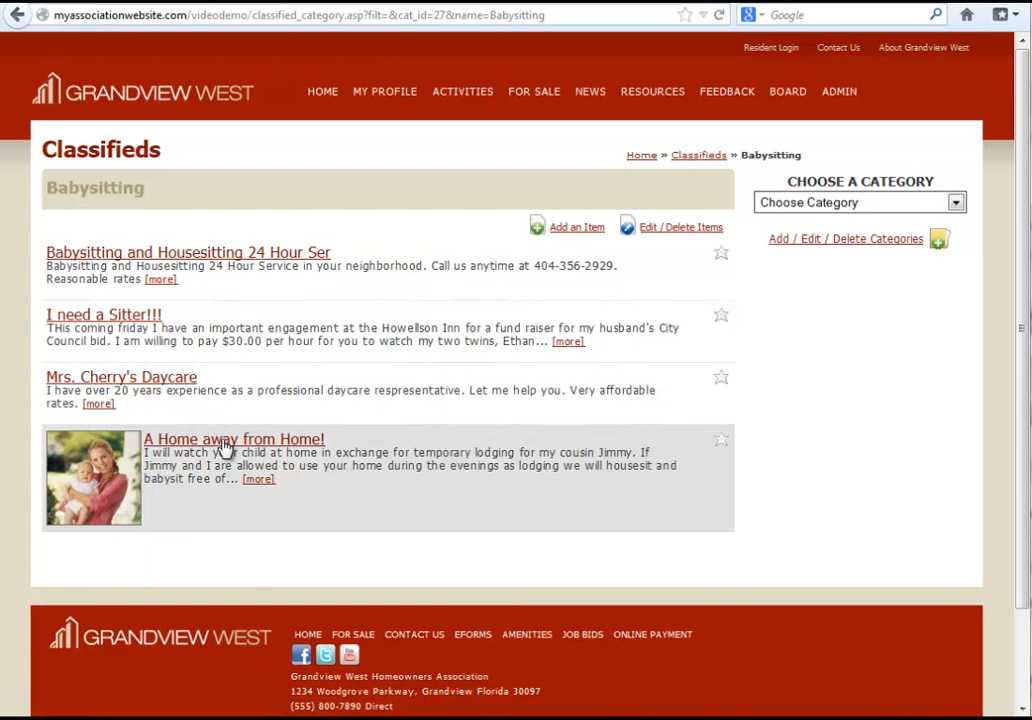 myassociationwebsite.com/videodemo/classified_category.asp?filt=&cat_id=27&name=Babysitting
Google
Resident Login Contact Us About Grandview West
GRANDVIEW WEST
HOME MY PROFILE ACTIVITIES FOR SALE NEWS RESOURCES FEEDBACK BOARD ADMIN
Classifieds
Home » Classifieds » Babysitting
Babysitting
CHOOSE A CATEGORY
Choose Category
Add an Item Edit / Delete Items
Add / Edit / Delete Categories
Babysitting and Housesitting 24 Hour Ser
Babysitting and Housesitting 24 Hour Service in your neighborhood. Call us anytime at 404-356-2929.
Reasonable rates [more]
I need a Sitter!!!
THis coming friday I have an important engagement at the Howellson Inn for a fund raiser for my husband's City
Council bid. I am willing to pay $30.00 per hour for you to watch my two twins, Ethan... [more]
Mrs. Cherry's Daycare
I have over 20 years experience as a professional daycare respresentative. Let me help you. Very affordable
rates. [more]
A Home away from Home!
I will watch your child at home in exchange for temporary lodging for my cousin Jimmy. If
Jimmy and I are allowed to use your home during the evenings as lodging we will housesit and
babysit free of... [more]
GRANDVIEW WEST
HOME FOR SALE CONTACT US EFORMS AMENITIES JOB BIDS ONLINE PAYMENT
f t You Tube
Grandview West Homeowners Association
1234 Woodgrove Parkway, Grandview Florida 30097
(555) 800-7890 Direct